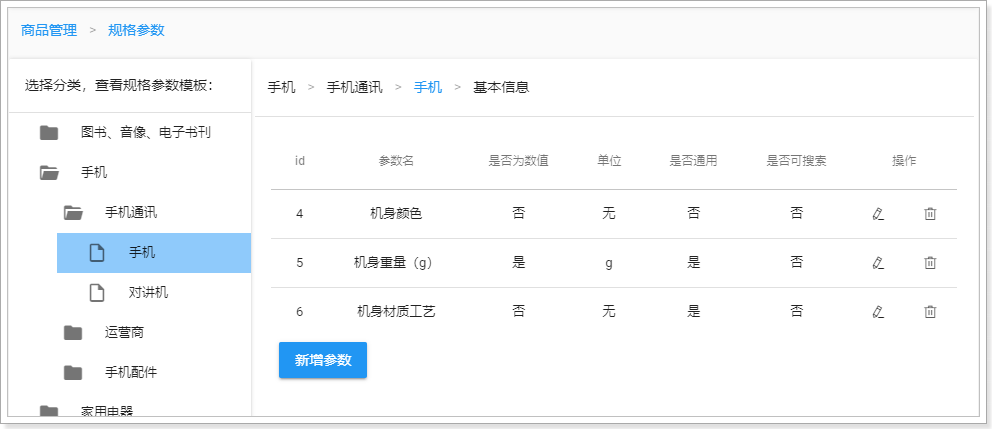 商品管理 > 规格参数
选择分类，查看规格参数模板：
图书、音像、电子书刊
手机
手机通讯
手机
对讲机
运营商
手机配件
家用电器
手机 > 手机通讯 > 手机 > 基本信息
id 参数名 是否为数值 单位 是否通用 是否可搜索 操作
4 机身颜色 否 无 否 否
5 机身重量（g） 是 g 是 否
6 机身材质工艺 否 无 是 否
新增参数